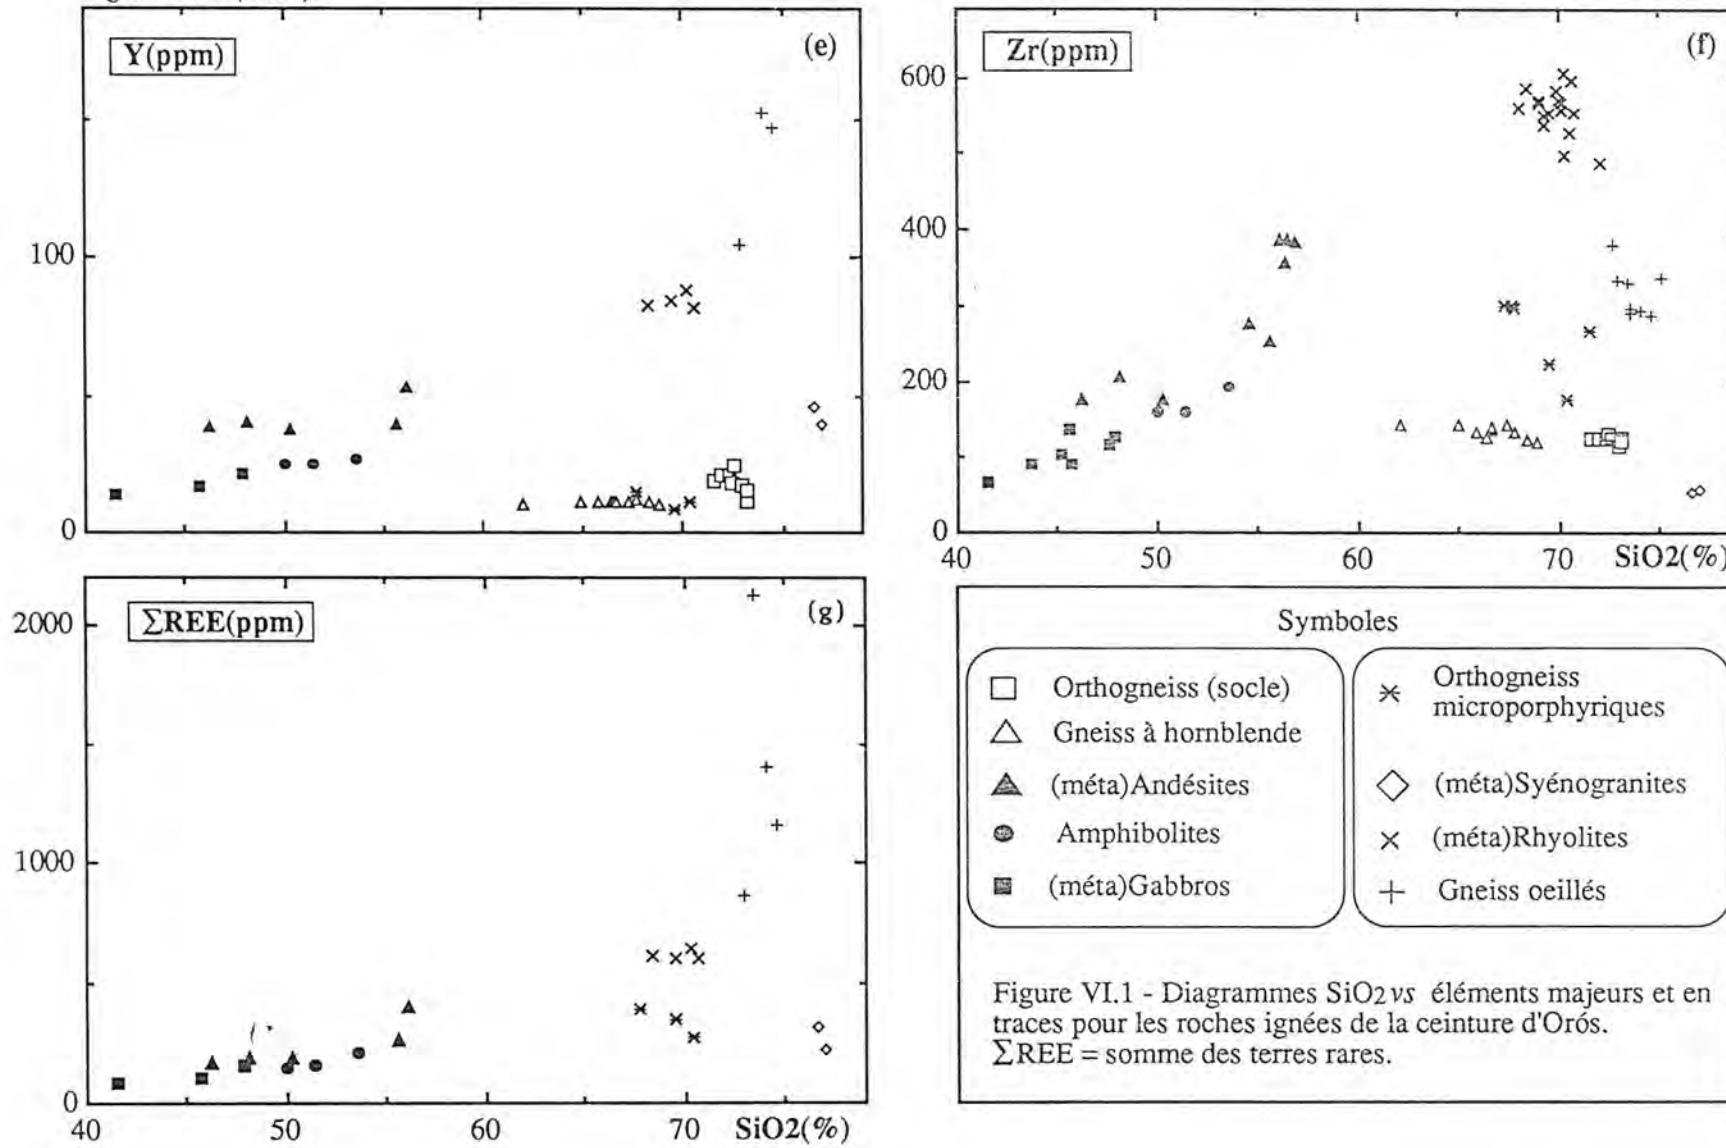 Y(ppm)
(e)
100
0
Zr(ppm)
(f)
600
400
200
0
40 50 60 70 SiO2(%)
ΣREE(ppm)
(g)
2000
1000
0
40 50 60 70 SiO2(%)
Symboles
Orthogneiss (socle)
Gneiss à hornblende
(méta)Andésites
Amphibolites
(méta)Gabbros
Orthogneiss
microporphyriques
(méta)Syénogranites
(méta)Rhyolites
Gneiss oeillés
Figure VI.1 - Diagrammes SiO2 vs éléments majeurs et en
traces pour les roches ignées de la ceinture d'Orós.
ΣREE = somme des terres rares.